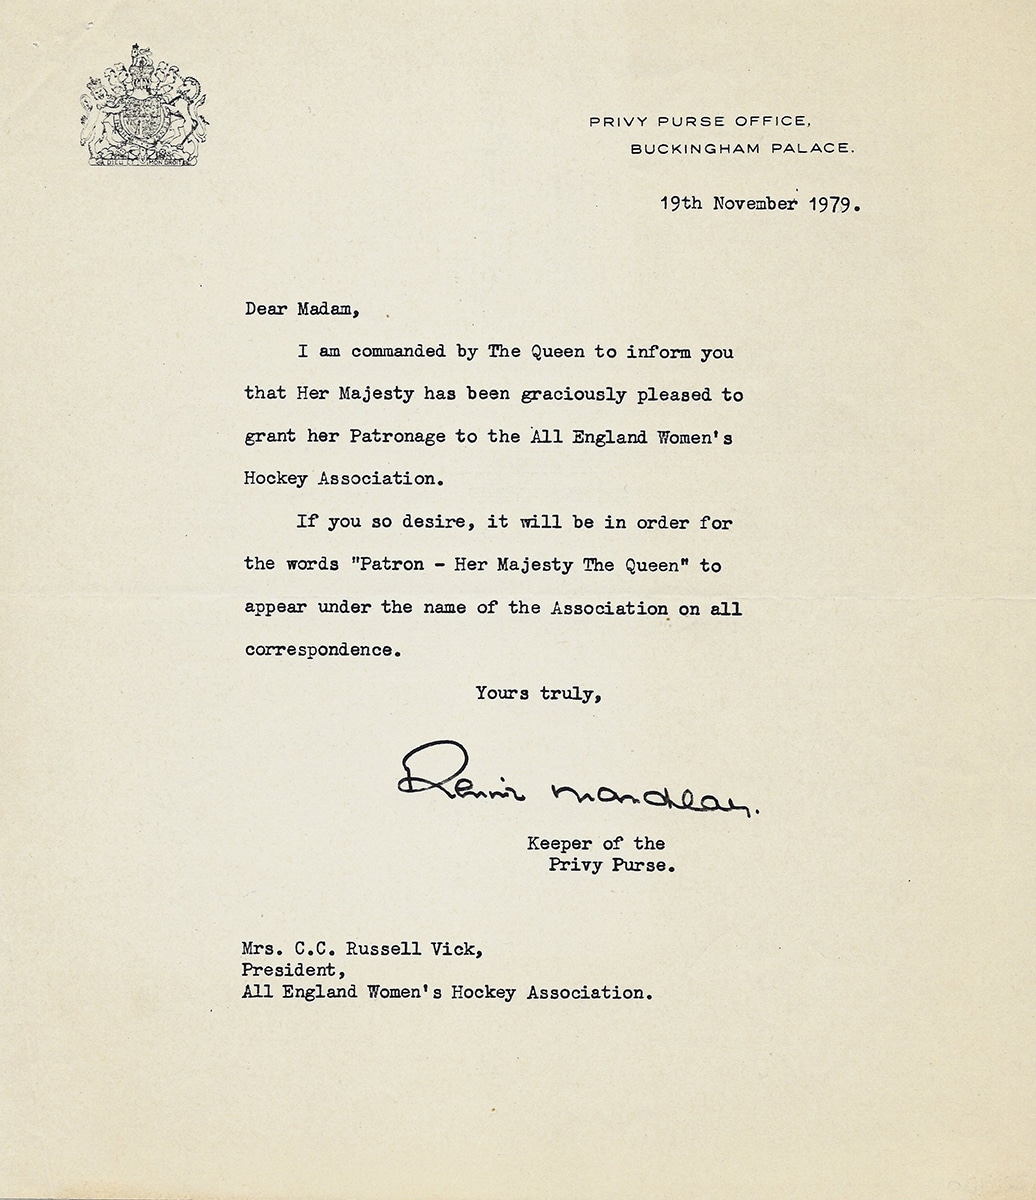 DIEU ET MON DROIT
PRIVY PURSE OFFICE,
BUCKINGHAM PALACE.
19th November 1979.
Dear Madam,
I am commanded by The Queen to inform you
that Her Majesty has been graciously pleased to
grant her Patronage to the All England Women's
Hockey Association.
If you so desire, it will be in order for
the words "Patron - Her Majesty The Queen" to
appear under the name of the Association on all
correspondence.
Yours truly,
Keeper of the
Privy Purse.
Mrs. C.C. Russell Vick,
President,
All England Women's Hockey Association.